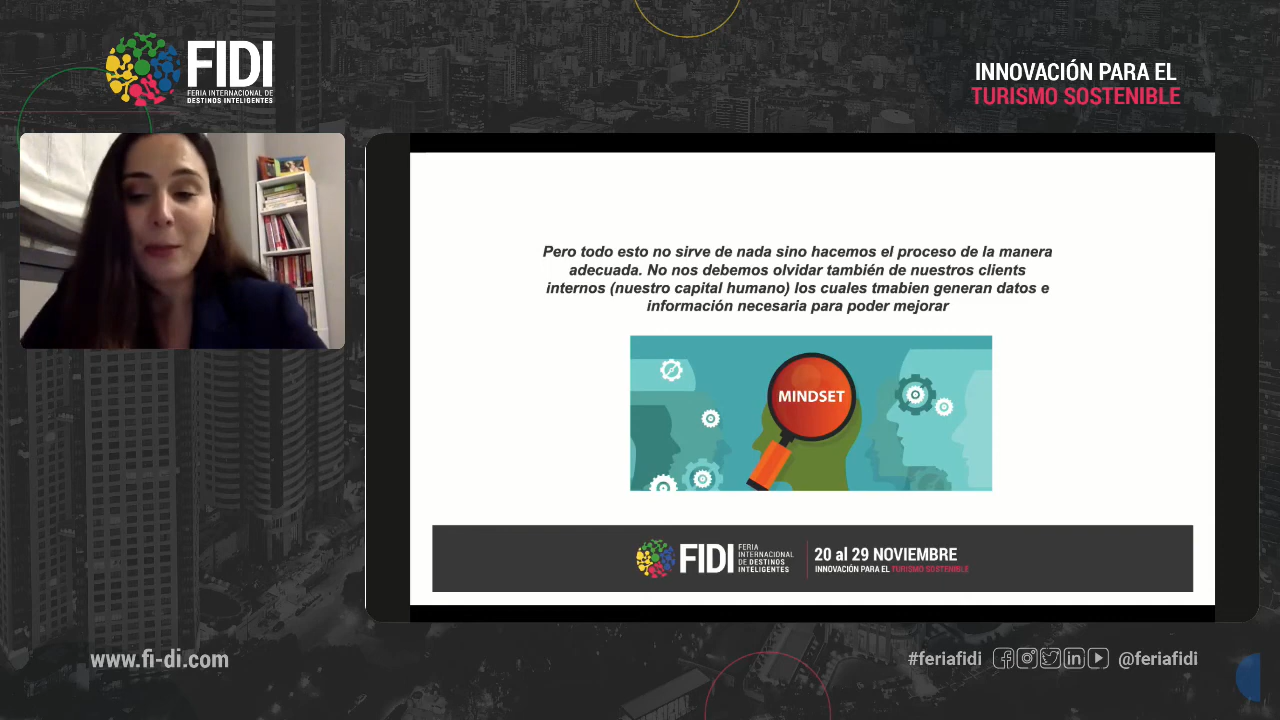 FIDI
FERIA INTERNACIONAL DE
DESTINOS INTELIGENTES
INNOVACIÓN PARA EL
TURISMO SOSTENIBLE
Pero todo esto no sirve de nada sino hacemos el proceso de la manera
adecuada. No nos debemos olvidar también de nuestros clients
internos (nuestro capital humano) los cuales tmabien generan datos e
información necesaria para poder mejorar
MINDSET
FIDI
FERIA
INTERNACIONAL
DE DESTINOS
INTELIGENTES
20 al 29 NOVIEMBRE
INNOVACIÓN PARA EL TURISMO SOSTENIBLE
www.fi-di.com
#feriafidi
@feriafidi